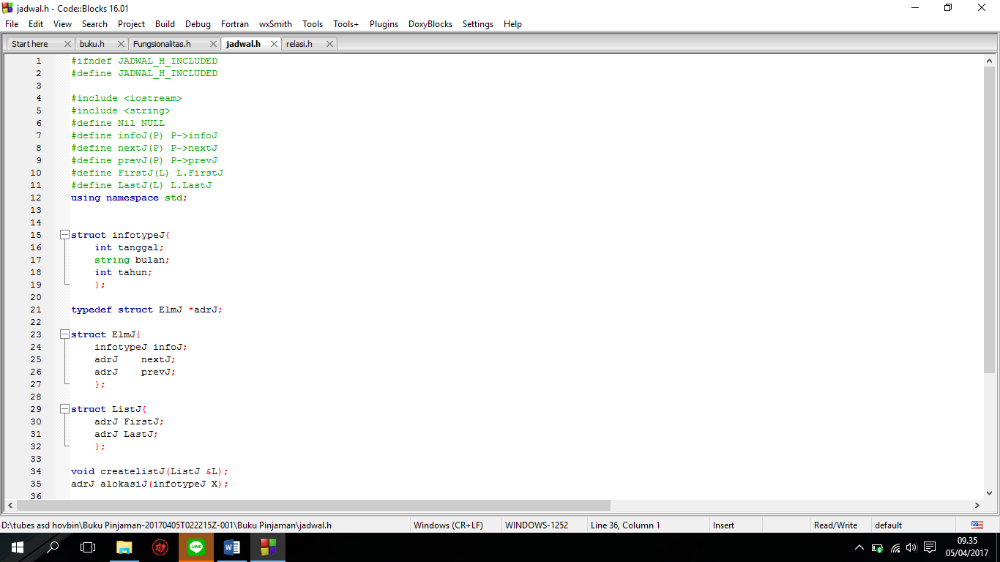 jadwal.h - Code::Blocks 16.01
File Edit View Search Project Build Debug Fortran wxSmith Tools Tools+ Plugins DoxyBlocks Settings Help
Start here buku.h Fungsionalitas.h jadwal.h relasi.h
1 #ifndef JADWAL_H_INCLUDED
2 #define JADWAL_H_INCLUDED
3
4 #include <iostream>
5 #include <string>
6 #define Nil NULL
7 #define infoJ(P) P->infoJ
8 #define nextJ(P) P->nextJ
9 #define prevJ(P) P->prevJ
10 #define FirstJ(L) L.FirstJ
11 #define LastJ(L) L.LastJ
12 using namespace std;
13
14
15 struct infotypeJ{
16 int tanggal;
17 string bulan;
18 int tahun;
19 };
20
21 typedef struct ElmJ *adrJ;
22
23 struct ElmJ{
24 infotypeJ infoJ;
25 adrJ nextJ;
26 adrJ prevJ;
27 };
28
29 struct ListJ{
30 adrJ FirstJ;
31 adrJ LastJ;
32 };
33
34 void createlistJ(ListJ &L);
35 adrJ alokasiJ(infotypeJ X);
36
D:\tubes asd hovbin\Buku Pinjaman-20170405T022215Z-001\Buku Pinjaman\jadwal.h Windows (CR+LF) WINDOWS-1252 Line 36, Column 1 Insert Read/Write default
LINE
09.35
05/04/2017